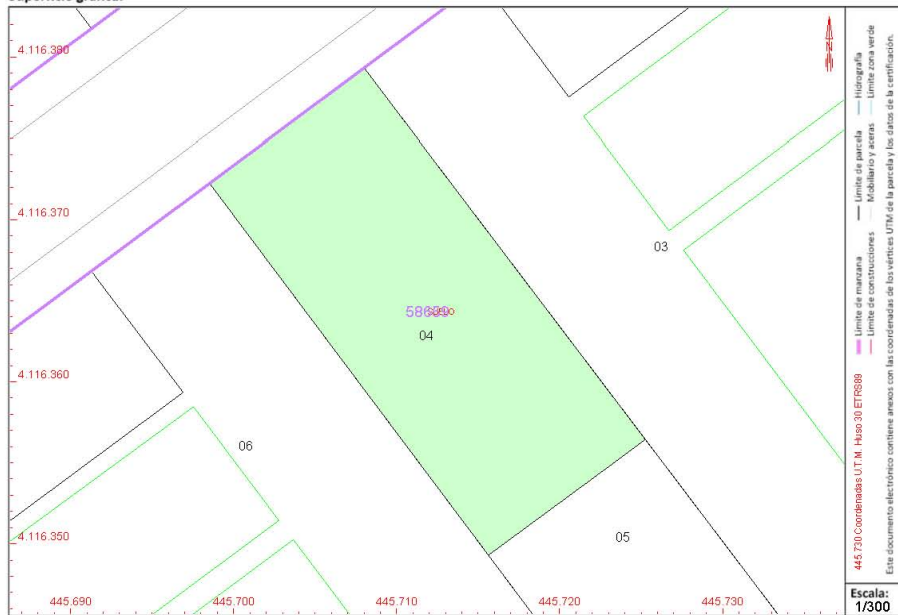 4.116.380
4.116.370
4.116.360
4.116.350
445.690
445.700
445.710
445.720
445.730
03
04
05
06
445.730 Coordenadas U.T.M. Huso 30 ETRS89
Límite de manzana
Límite de parcela
Hidrografía
Límite de construcciones
Mobiliario y aceras
Límite zona verde
Este documento electrónico contiene anexos con las coordenadas de los vértices UTM de la parcela y los datos de la certificación.
Escala:
1/300